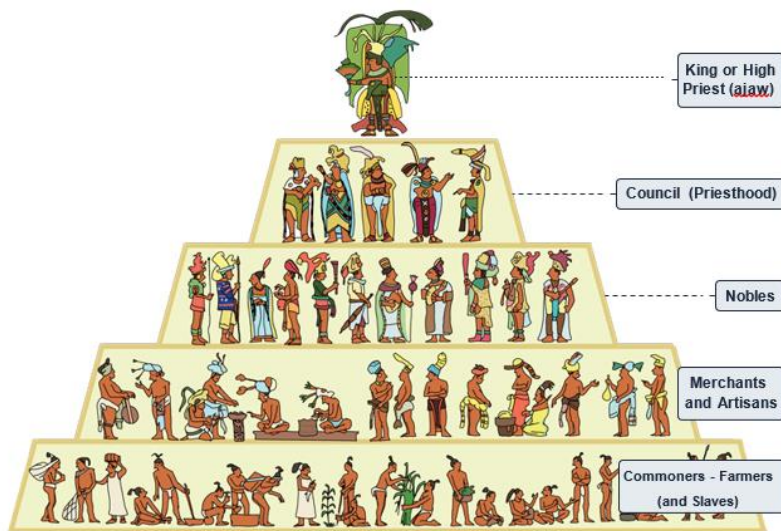 King or High
Priest (ajaw)
Council (Priesthood)
Nobles
Merchants
and Artisans
Commoners - Farmers
(and Slaves)